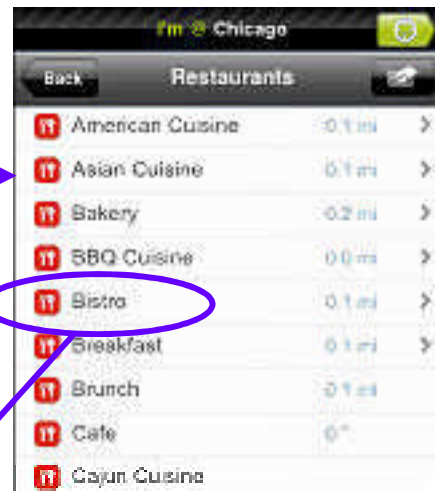 I'm @ Chicago
Back Restaurants
American Cuisine 0.1 mi
Asian Cuisine 0.1 mi
Bakery 0.2 mi
BBQ Cuisine 0.0 mi
Bistro 0.1 mi
Breakfast 0.1 mi
Brunch 0.1 mi
Cafe
Cajun Cuisine